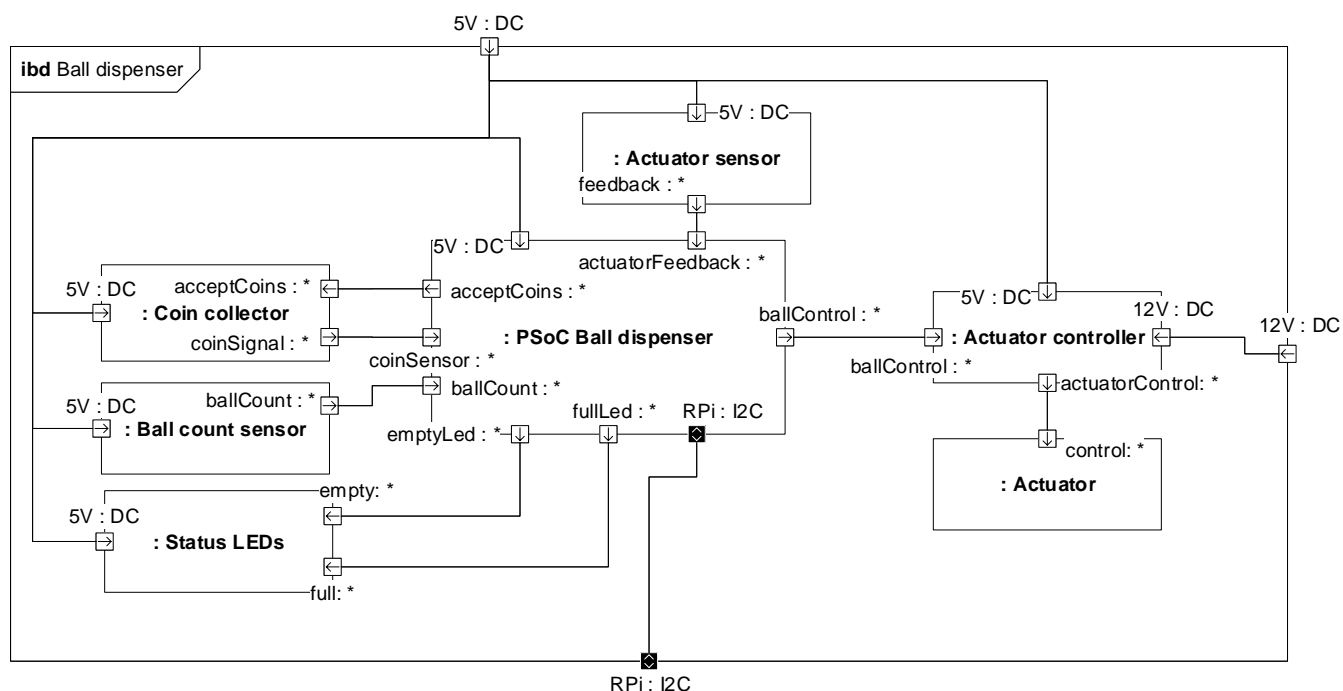 5V : DC
ibd Ball dispenser
5V : DC
: Actuator sensor
feedback : *
5V : DC
actuatorFeedback : *
5V : DC
acceptCoins : *
: Coin collector
coinSignal : *
acceptCoins : *
: PSoC Ball dispenser
coinSensor : *
ballCount : *
ballControl : *
5V : DC
12V : DC
: Actuator controller
ballControl : *
actuatorControl: *
12V : DC
5V : DC
ballCount : *
: Ball count sensor
emptyLed : *
fullLed : *
RPi : I2C
control: *
: Actuator
5V : DC
empty: *
: Status LEDs
full: *
RPi : I2C